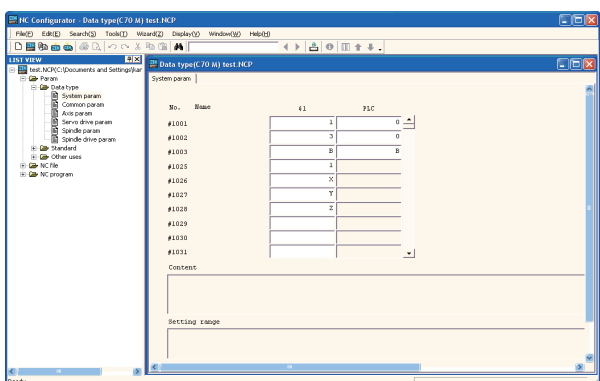 NC Configurator - Data type(C70 M) test.NCP
File(F) Edit(E) Search(S) Tools(T) Wizard(Z) Display(V) Window(W) Help(H)
LIST VIEW
test.NCP(C:\Documents and Settings\kar
Param
Data type
System param
Common param
Axis param
Servo drive param
Spindle param
Spindle drive param
Standard
Other uses
NC file
NC program
Data type(C70 M) test.NCP
System param
No. Name $1 PLC
#1001 1 0
#1002 3 0
#1003 B B
#1025 1
#1026 X
#1027 Y
#1028 Z
#1029
#1030
#1031
Content
Setting range
Ready